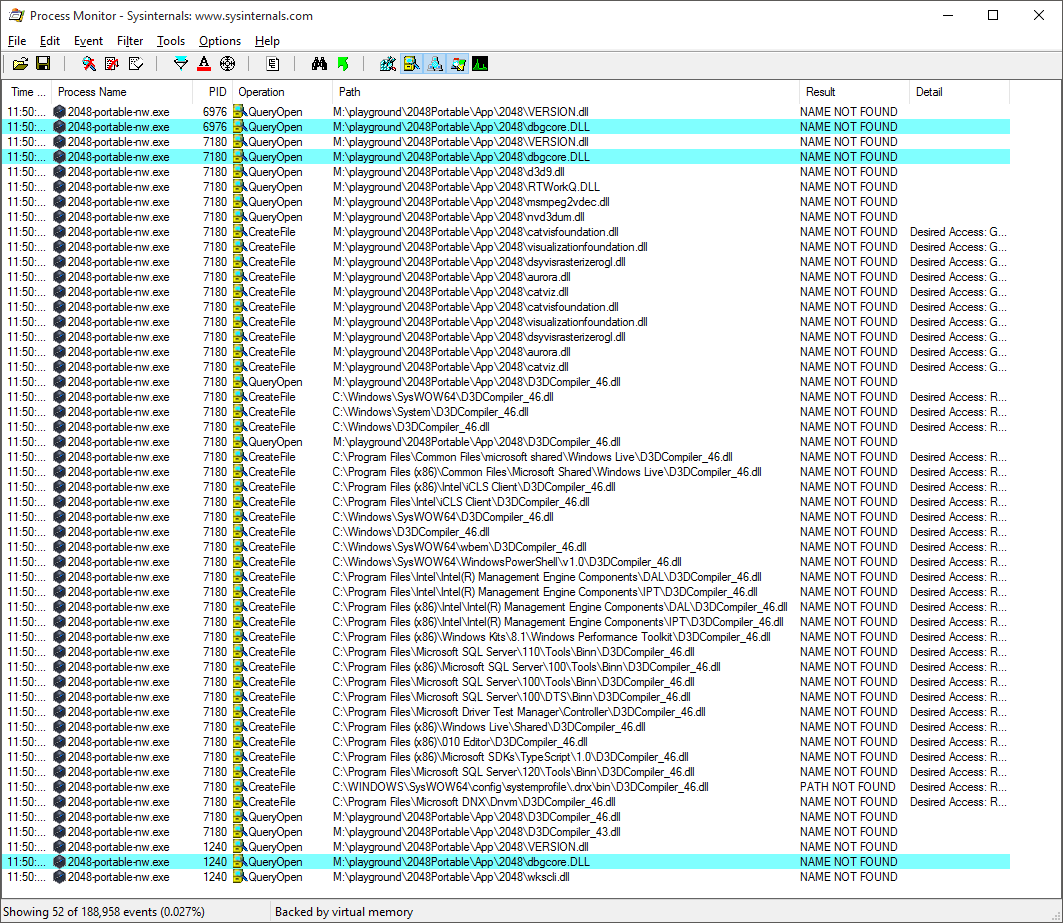 Process Monitor - Sysinternals: www.sysinternals.com
File Edit Event Filter Tools Options Help
Time ... Process Name PID Operation Path Result Detail
11:50:... 2048-portable-nw.exe 6976 QueryOpen M:\playground\2048Portable\App\2048\VERSION.dll NAME NOT FOUND
11:50:... 2048-portable-nw.exe 6976 QueryOpen M:\playground\2048Portable\App\2048\dbgcore.DLL NAME NOT FOUND
11:50:... 2048-portable-nw.exe 7180 QueryOpen M:\playground\2048Portable\App\2048\VERSION.dll NAME NOT FOUND
11:50:... 2048-portable-nw.exe 7180 QueryOpen M:\playground\2048Portable\App\2048\dbgcore.DLL NAME NOT FOUND
11:50:... 2048-portable-nw.exe 7180 QueryOpen M:\playground\2048Portable\App\2048\d3d9.dll NAME NOT FOUND
11:50:... 2048-portable-nw.exe 7180 QueryOpen M:\playground\2048Portable\App\2048\RTWorkQ.DLL NAME NOT FOUND
11:50:... 2048-portable-nw.exe 7180 QueryOpen M:\playground\2048Portable\App\2048\msmpeg2vdec.dll NAME NOT FOUND
11:50:... 2048-portable-nw.exe 7180 QueryOpen M:\playground\2048Portable\App\2048\nvd3dum.dll NAME NOT FOUND
11:50:... 2048-portable-nw.exe 7180 CreateFile M:\playground\2048Portable\App\2048\catvisfoundation.dll NAME NOT FOUND Desired Access: G...
11:50:... 2048-portable-nw.exe 7180 CreateFile M:\playground\2048Portable\App\2048\visualizationfoundation.dll NAME NOT FOUND Desired Access: G...
11:50:... 2048-portable-nw.exe 7180 CreateFile M:\playground\2048Portable\App\2048\dsyvisrasterizerogl.dll NAME NOT FOUND Desired Access: G...
11:50:... 2048-portable-nw.exe 7180 CreateFile M:\playground\2048Portable\App\2048\aurora.dll NAME NOT FOUND Desired Access: G...
11:50:... 2048-portable-nw.exe 7180 CreateFile M:\playground\2048Portable\App\2048\catviz.dll NAME NOT FOUND Desired Access: G...
11:50:... 2048-portable-nw.exe 7180 CreateFile M:\playground\2048Portable\App\2048\catvisfoundation.dll NAME NOT FOUND Desired Access: G...
11:50:... 2048-portable-nw.exe 7180 CreateFile M:\playground\2048Portable\App\2048\visualizationfoundation.dll NAME NOT FOUND Desired Access: G...
11:50:... 2048-portable-nw.exe 7180 CreateFile M:\playground\2048Portable\App\2048\dsyvisrasterizerogl.dll NAME NOT FOUND Desired Access: G...
11:50:... 2048-portable-nw.exe 7180 CreateFile M:\playground\2048Portable\App\2048\aurora.dll NAME NOT FOUND Desired Access: G...
11:50:... 2048-portable-nw.exe 7180 CreateFile M:\playground\2048Portable\App\2048\catviz.dll NAME NOT FOUND Desired Access: G...
11:50:... 2048-portable-nw.exe 7180 QueryOpen M:\playground\2048Portable\App\2048\D3DCompiler_46.dll NAME NOT FOUND
11:50:... 2048-portable-nw.exe 7180 CreateFile C:\Windows\SysWOW64\D3DCompiler_46.dll NAME NOT FOUND Desired Access: R...
11:50:... 2048-portable-nw.exe 7180 CreateFile C:\Windows\System\D3DCompiler_46.dll NAME NOT FOUND Desired Access: R...
11:50:... 2048-portable-nw.exe 7180 CreateFile C:\Windows\D3DCompiler_46.dll NAME NOT FOUND Desired Access: R...
11:50:... 2048-portable-nw.exe 7180 QueryOpen M:\playground\2048Portable\App\2048\D3DCompiler_46.dll NAME NOT FOUND
11:50:... 2048-portable-nw.exe 7180 CreateFile C:\Program Files\Common Files\microsoft shared\Windows Live\D3DCompiler_46.dll NAME NOT FOUND Desired Access: R...
11:50:... 2048-portable-nw.exe 7180 CreateFile C:\Program Files (x86)\Common Files\Microsoft Shared\Windows Live\D3DCompiler_46.dll NAME NOT FOUND Desired Access: R...
11:50:... 2048-portable-nw.exe 7180 CreateFile C:\Program Files (x86)\Intel\iCLS Client\D3DCompiler_46.dll NAME NOT FOUND Desired Access: R...
11:50:... 2048-portable-nw.exe 7180 CreateFile C:\Program Files\Intel\iCLS Client\D3DCompiler_46.dll NAME NOT FOUND Desired Access: R...
11:50:... 2048-portable-nw.exe 7180 CreateFile C:\Windows\SysWOW64\D3DCompiler_46.dll NAME NOT FOUND Desired Access: R...
11:50:... 2048-portable-nw.exe 7180 CreateFile C:\Windows\D3DCompiler_46.dll NAME NOT FOUND Desired Access: R...
11:50:... 2048-portable-nw.exe 7180 CreateFile C:\Windows\SysWOW64\wbem\D3DCompiler_46.dll NAME NOT FOUND Desired Access: R...
11:50:... 2048-portable-nw.exe 7180 CreateFile C:\Windows\SysWOW64\WindowsPowerShell\v1.0\D3DCompiler_46.dll NAME NOT FOUND Desired Access: R...
11:50:... 2048-portable-nw.exe 7180 CreateFile C:\Program Files\Intel\Intel(R) Management Engine Components\DAL\D3DCompiler_46.dll NAME NOT FOUND Desired Access: R...
11:50:... 2048-portable-nw.exe 7180 CreateFile C:\Program Files\Intel\Intel(R) Management Engine Components\IPT\D3DCompiler_46.dll NAME NOT FOUND Desired Access: R...
11:50:... 2048-portable-nw.exe 7180 CreateFile C:\Program Files (x86)\Intel\Intel(R) Management Engine Components\DAL\D3DCompiler_46.dll NAME NOT FOUND Desired Access: R...
11:50:... 2048-portable-nw.exe 7180 CreateFile C:\Program Files (x86)\Intel\Intel(R) Management Engine Components\IPT\D3DCompiler_46.dll NAME NOT FOUND Desired Access: R...
11:50:... 2048-portable-nw.exe 7180 CreateFile C:\Program Files (x86)\Windows Kits\8.1\Windows Performance Toolkit\D3DCompiler_46.dll NAME NOT FOUND Desired Access: R...
11:50:... 2048-portable-nw.exe 7180 CreateFile C:\Program Files\Microsoft SQL Server\110\Tools\Binn\D3DCompiler_46.dll NAME NOT FOUND Desired Access: R...
11:50:... 2048-portable-nw.exe 7180 CreateFile C:\Program Files (x86)\Microsoft SQL Server\100\Tools\Binn\D3DCompiler_46.dll NAME NOT FOUND Desired Access: R...
11:50:... 2048-portable-nw.exe 7180 CreateFile C:\Program Files\Microsoft SQL Server\100\Tools\Binn\D3DCompiler_46.dll NAME NOT FOUND Desired Access: R...
11:50:... 2048-portable-nw.exe 7180 CreateFile C:\Program Files\Microsoft SQL Server\100\DTS\Binn\D3DCompiler_46.dll NAME NOT FOUND Desired Access: R...
11:50:... 2048-portable-nw.exe 7180 CreateFile C:\Program Files\Microsoft Driver Test Manager\Controller\D3DCompiler_46.dll NAME NOT FOUND Desired Access: R...
11:50:... 2048-portable-nw.exe 7180 CreateFile C:\Program Files (x86)\Windows Live\Shared\D3DCompiler_46.dll NAME NOT FOUND Desired Access: R...
11:50:... 2048-portable-nw.exe 7180 CreateFile C:\Program Files (x86)\010 Editor\D3DCompiler_46.dll NAME NOT FOUND Desired Access: R...
11:50:... 2048-portable-nw.exe 7180 CreateFile C:\Program Files (x86)\Microsoft SDKs\TypeScript\1.0\D3DCompiler_46.dll NAME NOT FOUND Desired Access: R...
11:50:... 2048-portable-nw.exe 7180 CreateFile C:\Program Files\Microsoft SQL Server\120\Tools\Binn\D3DCompiler_46.dll NAME NOT FOUND Desired Access: R...
11:50:... 2048-portable-nw.exe 7180 CreateFile C:\WINDOWS\SysWOW64\config\systemprofile\.dnx\bin\D3DCompiler_46.dll PATH NOT FOUND Desired Access: R...
11:50:... 2048-portable-nw.exe 7180 CreateFile C:\Program Files\Microsoft DNX\Dnvm\D3DCompiler_46.dll NAME NOT FOUND Desired Access: R...
11:50:... 2048-portable-nw.exe 7180 QueryOpen M:\playground\2048Portable\App\2048\D3DCompiler_46.dll NAME NOT FOUND
11:50:... 2048-portable-nw.exe 7180 QueryOpen M:\playground\2048Portable\App\2048\D3DCompiler_43.dll NAME NOT FOUND
11:50:... 2048-portable-nw.exe 1240 QueryOpen M:\playground\2048Portable\App\2048\VERSION.dll NAME NOT FOUND
11:50:... 2048-portable-nw.exe 1240 QueryOpen M:\playground\2048Portable\App\2048\dbgcore.DLL NAME NOT FOUND
11:50:... 2048-portable-nw.exe 1240 QueryOpen M:\playground\2048Portable\App\2048\wkscli.dll NAME NOT FOUND
Showing 52 of 188,958 events (0.027%) Backed by virtual memory